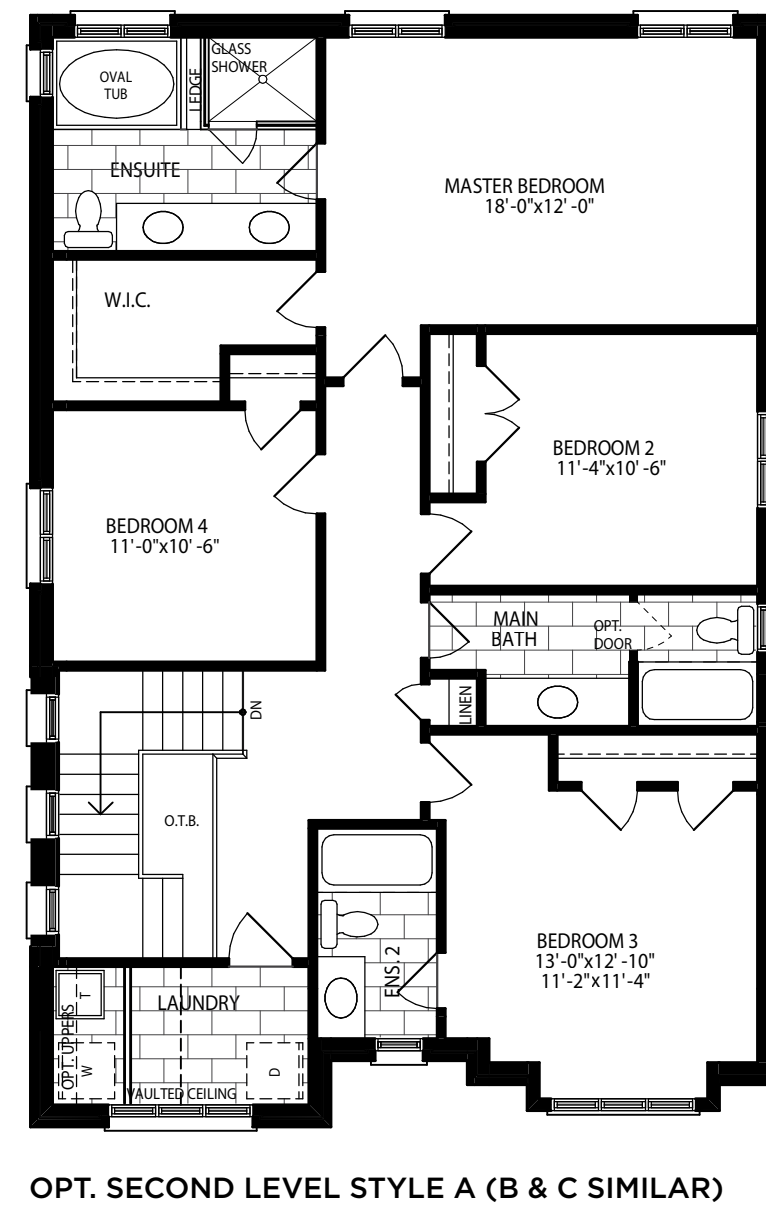 GLASS
SHOWER
OVAL
TUB
LEDGE
ENSUITE
MASTER BEDROOM
18'-0"x12' -0"
W.I.C.
BEDROOM 2
11'-4"x10' -6"
BEDROOM 4
11'-0"x10' -6"
MAIN
BATH
OPT.
DOOR
LINEN
DN
O.T.B.
BEDROOM 3
13'-0"x12' -10"
11'-2"x11'-4"
ENS. 2
LAUNDRY
T
OPT. UPPERS
W
D
VAULTED CEILING
OPT. SECOND LEVEL STYLE A (B & C SIMILAR)